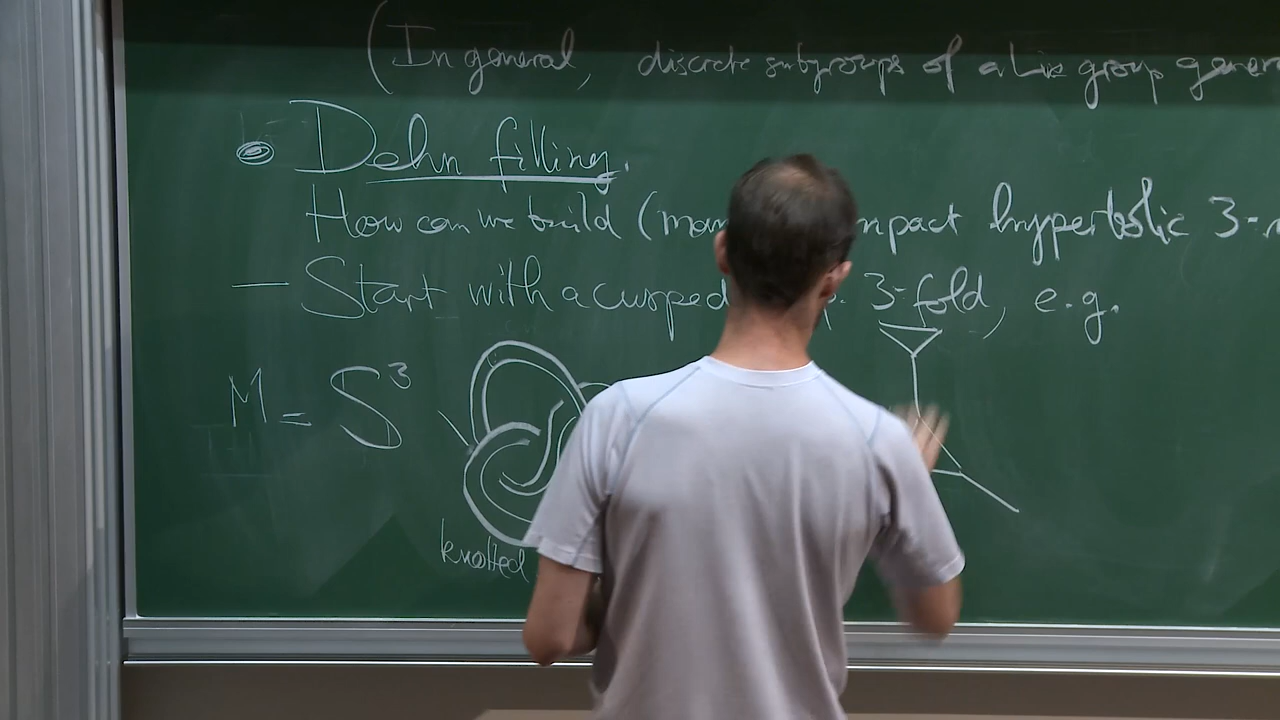 (In general, discrete subgroups of a Lie group gener
Dehn filling.
How can we build (man mpact hyperbolic 3-
— Start with a cusped p. 3-fold, e.g.
M = S³ \
knotted